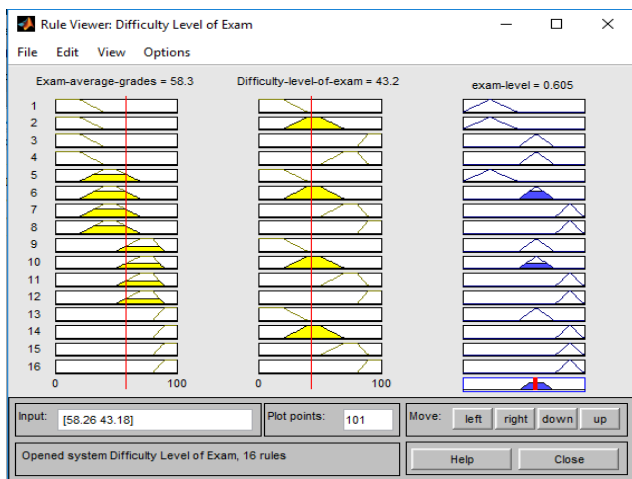 Rule Viewer: Difficulty Level of Exam
File Edit View Options
Exam-average-grades = 58.3
Difficulty-level-of-exam = 43.2
exam-level = 0.605
1
2
3
4
5
6
7
8
9
10
11
12
13
14
15
16
0 100
0 100
Input: [58.26 43.18]
Plot points: 101
Move: left right down up
Opened system Difficulty Level of Exam, 16 rules
Help Close